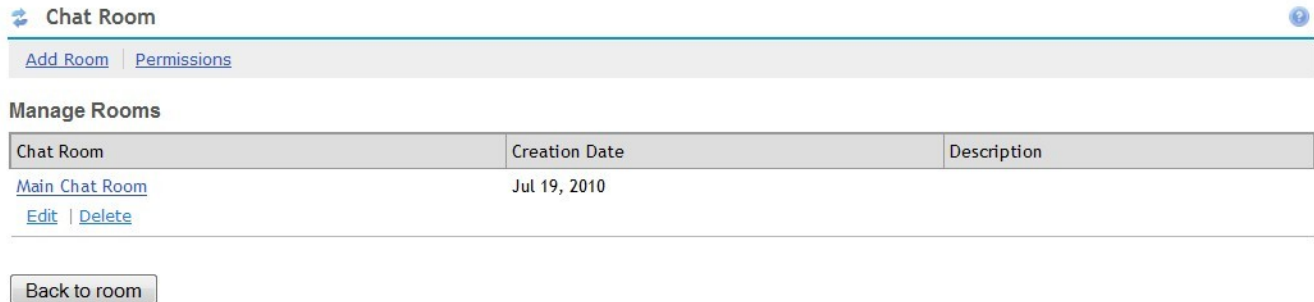 Chat Room
Add Room | Permissions
Manage Rooms
Chat Room Creation Date Description
Main Chat Room Jul 19, 2010
Edit | Delete
Back to room